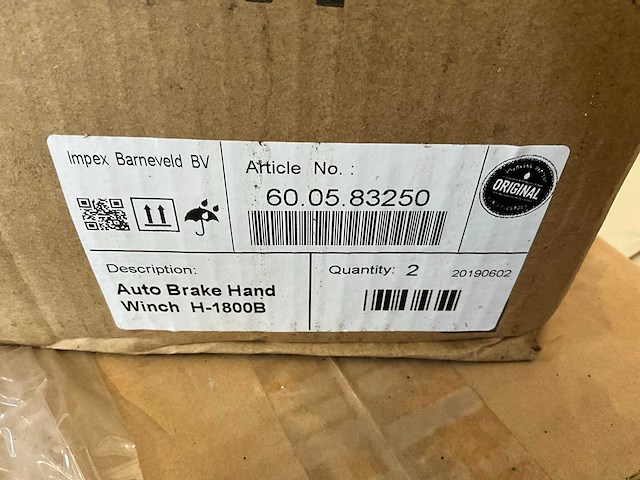 Impex Barneveld BV
Article No. :
60.05.83250
ORIGINAL
Description:
Auto Brake Hand
Winch H-1800B
Quantity: 2
20190602